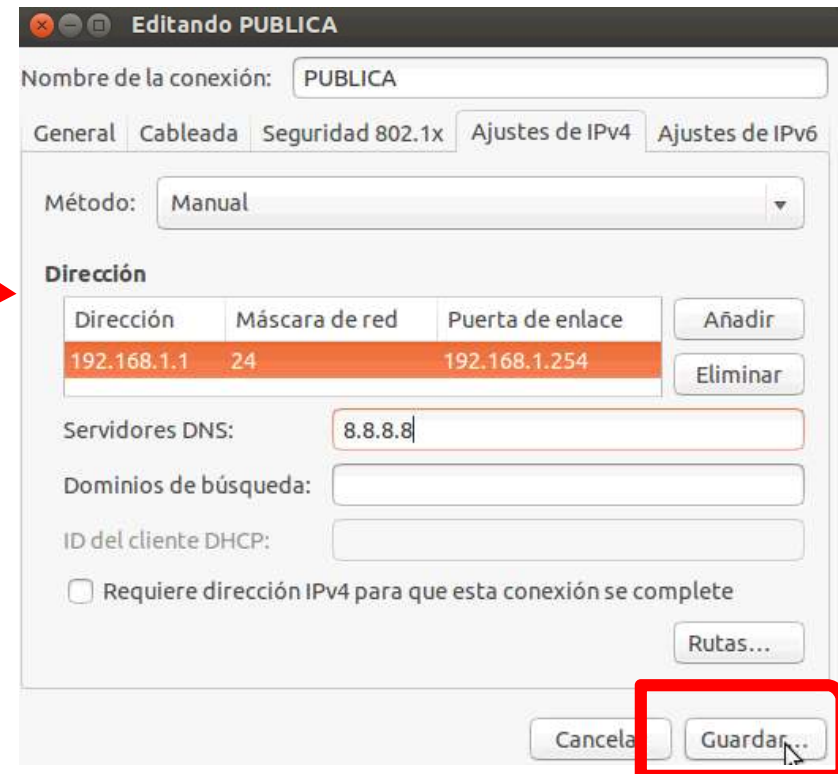 Editando PUBLICA
Nombre de la conexión: PUBLICA
General Cableada Seguridad 802.1x Ajustes de IPv4 Ajustes de IPv6
Método: Manual
Dirección
Dirección Máscara de red Puerta de enlace Añadir
192.168.1.1 24 192.168.1.254
Eliminar
Servidores DNS: 8.8.8.8
Dominios de búsqueda:
ID del cliente DHCP:
Requiere dirección IPv4 para que esta conexión se complete
Rutas...
Cancela Guardar...